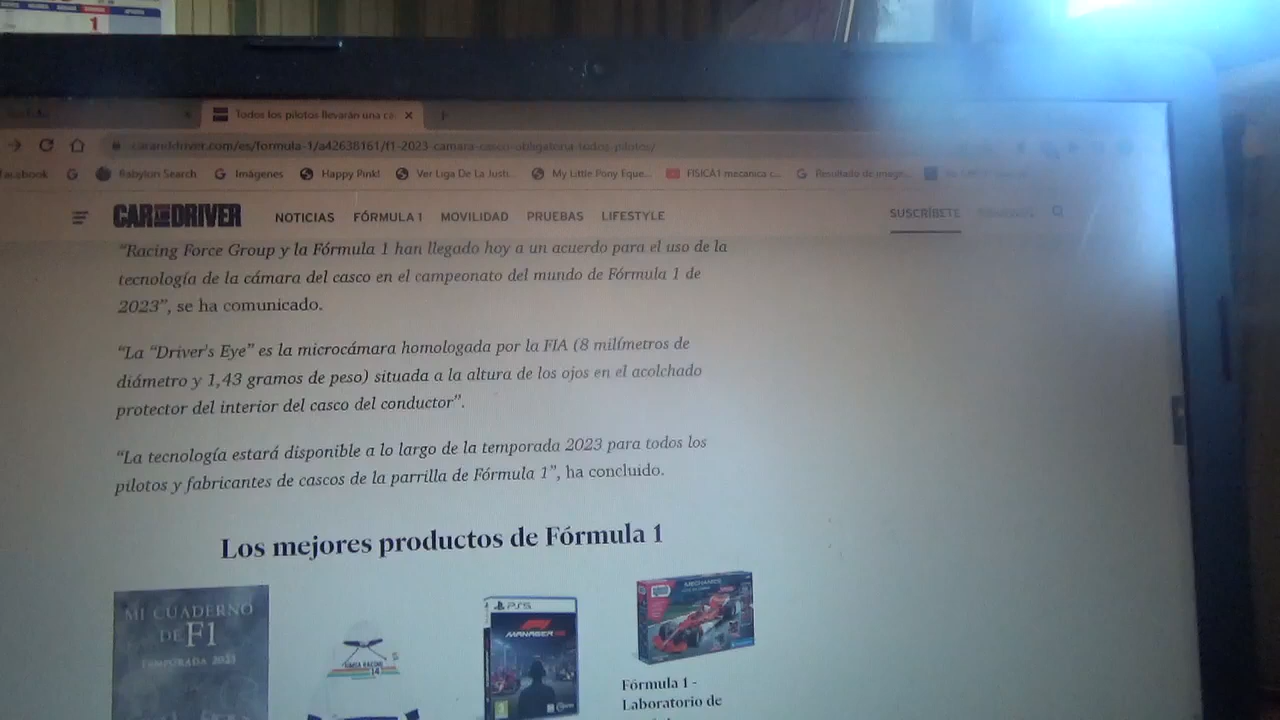 1
Todos los pilotos llevarán una cá
caranddriver.com/es/formula-1/a42638161/f1-2023-camara-casco-obligatoria-todos-pilotos/
facebook Babylon Search Imágenes Happy Pink! Ver Liga De La Justi... My Little Pony Eque... FISICA1 mecanica c... Resultado de image...
CAR AND DRIVER NOTICIAS FÓRMULA 1 MOVILIDAD PRUEBAS LIFESTYLE SUSCRÍBETE
“Racing Force Group y la Fórmula 1 han llegado hoy a un acuerdo para el uso de la
tecnología de la cámara del casco en el campeonato del mundo de Fórmula 1 de
2023”, se ha comunicado.
“La “Driver's Eye” es la microcámara homologada por la FIA (8 milímetros de
diámetro y 1,43 gramos de peso) situada a la altura de los ojos en el acolchado
protector del interior del casco del conductor”.
“La tecnología estará disponible a lo largo de la temporada 2023 para todos los
pilotos y fabricantes de cascos de la parrilla de Fórmula 1”, ha concluido.
Los mejores productos de Fórmula 1
MI CUADERNO
DE F1
TEMPORADA 2023
SIMSA RACING
14
PS5
F1
MANAGER
3
MECHANICS
Fórmula 1 -
Laboratorio de